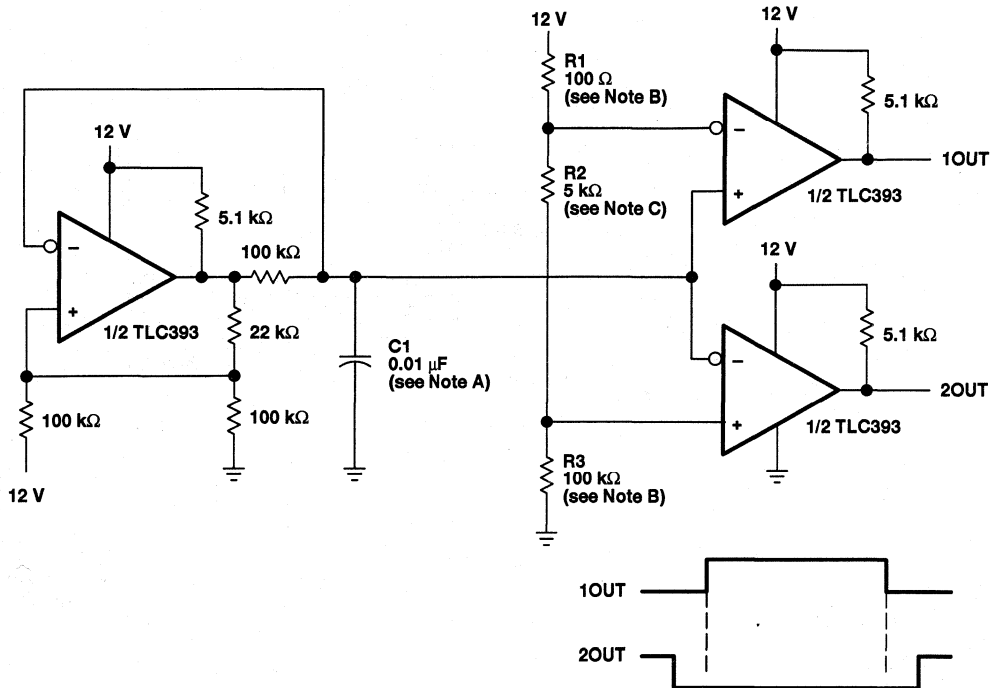 12 V
5.1 kΩ
100 kΩ
−
+
1/2 TLC393
22 kΩ
100 kΩ
100 kΩ
12 V
C1
0.01 µF
(see Note A)
12 V
R1
100 Ω
(see Note B)
R2
5 kΩ
(see Note C)
R3
100 kΩ
(see Note B)
12 V
5.1 kΩ
−
+
1OUT
1/2 TLC393
12 V
5.1 kΩ
−
+
2OUT
1/2 TLC393
1OUT
2OUT